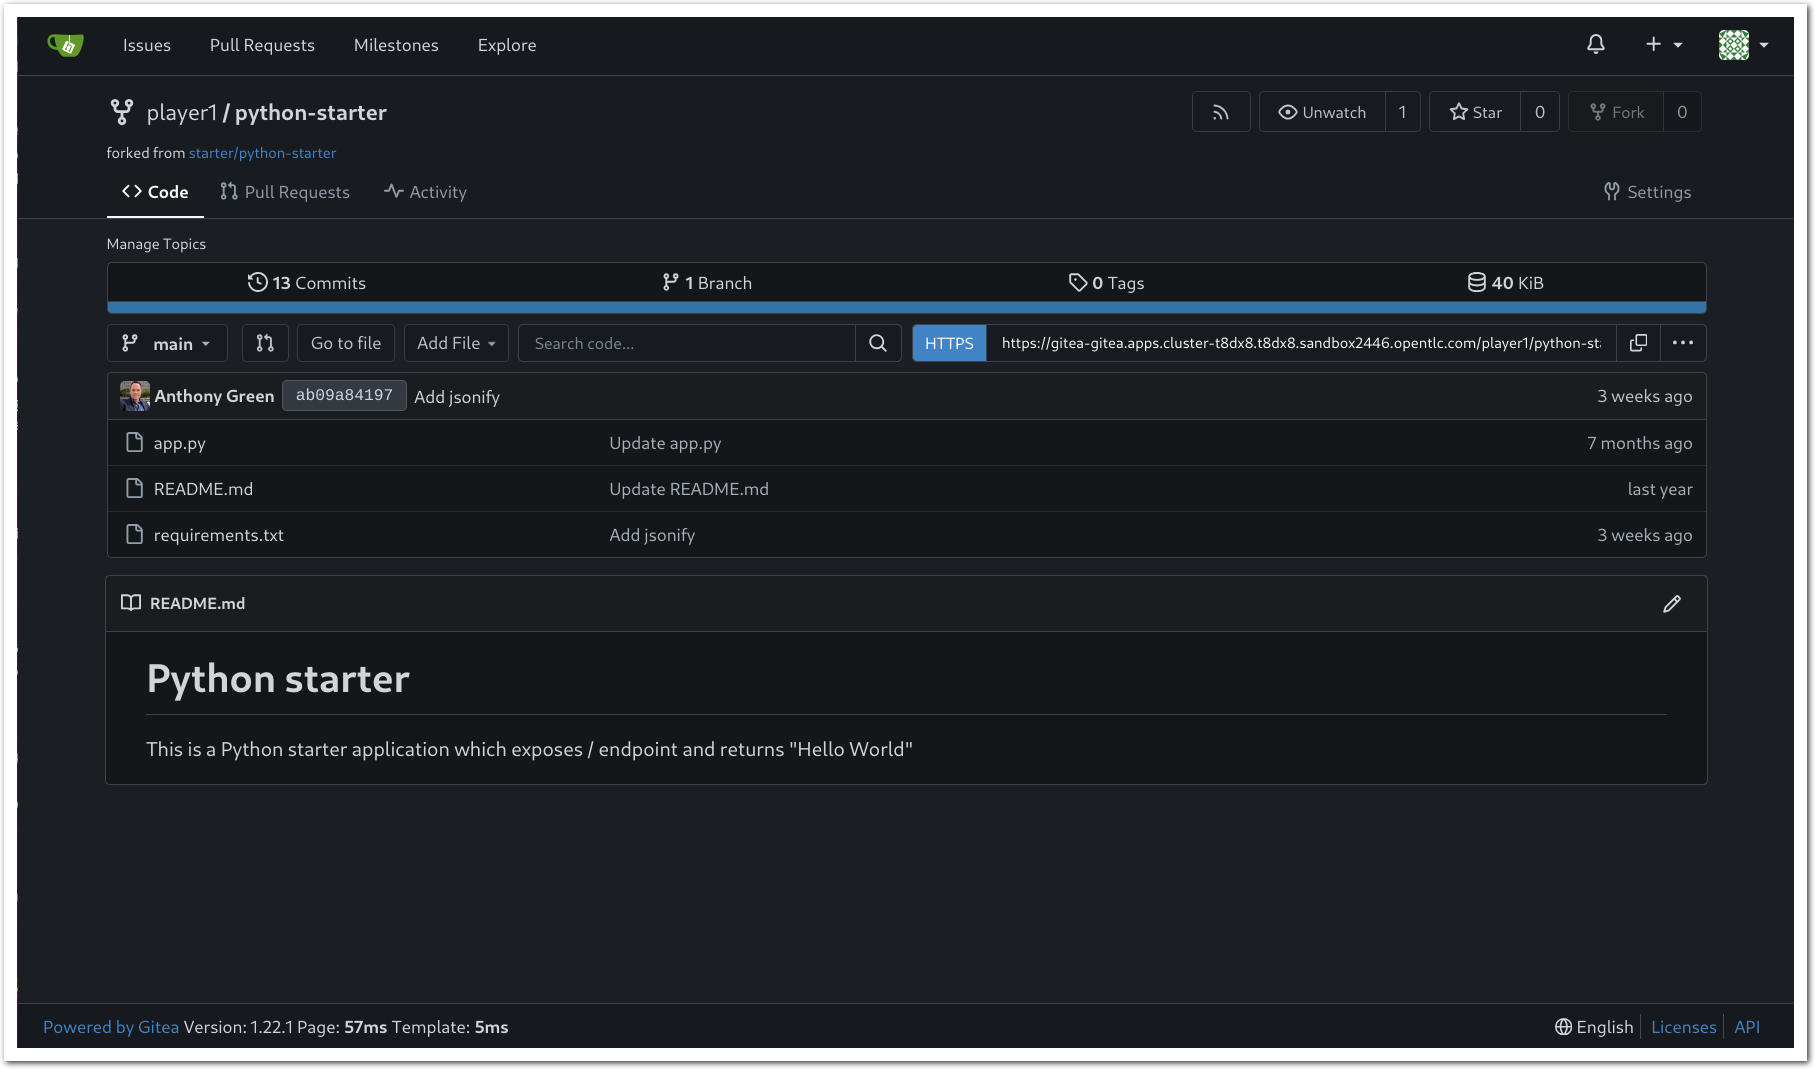 Issues Pull Requests Milestones Explore
player1 / python-starter
Unwatch 1 Star 0 Fork 0
forked from starter/python-starter
Code Pull Requests Activity Settings
Manage Topics
13 Commits 1 Branch 0 Tags 40 KiB
main Go to file Add File Search code... HTTPS https://gitea-gitea.apps.cluster-t8dx8.t8dx8.sandbox2446.opentlc.com/player1/python-st
Anthony Green ab09a84197 Add jsonify 3 weeks ago
app.py Update app.py 7 months ago
README.md Update README.md last year
requirements.txt Add jsonify 3 weeks ago
README.md
Python starter
This is a Python starter application which exposes / endpoint and returns "Hello World"
Powered by Gitea Version: 1.22.1 Page: 57ms Template: 5ms English Licenses API